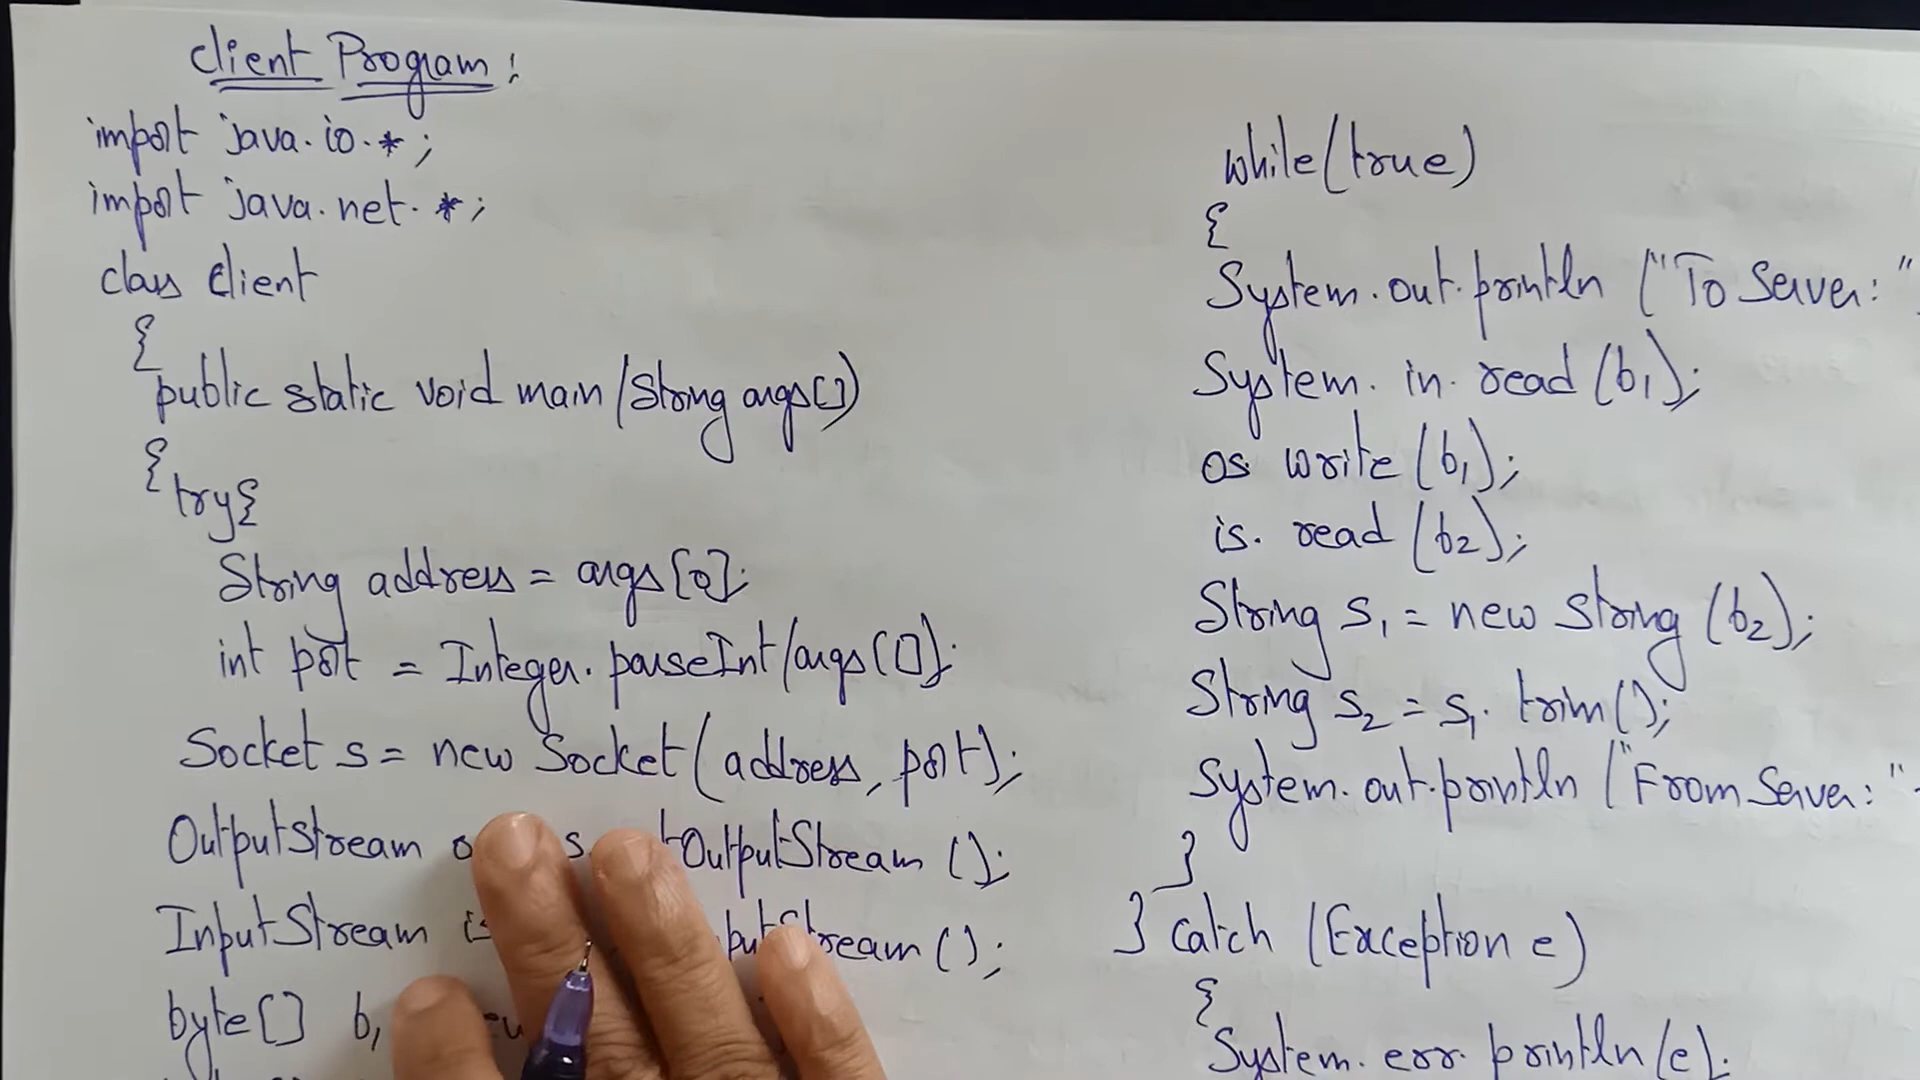 Client Program:
import java.io.*;
import java.net.*;
class Client
{
public static void main(String args[])
{
try{
String address = args[0];
int port = Integer.parseInt(args[1]);
Socket s = new Socket(address, port);
OutputStream s. OutputStream();
InputStream Stream();
byte[] b1
while(true)
{
System.out.println("To Server:"
System.in.read(b1);
os write(b1);
is.read(b2);
String s1 = new String(b2);
String s2 = s1.trim();
System.out.println("From Server:"
}
} catch (Exception e)
{
System.err.println(e);